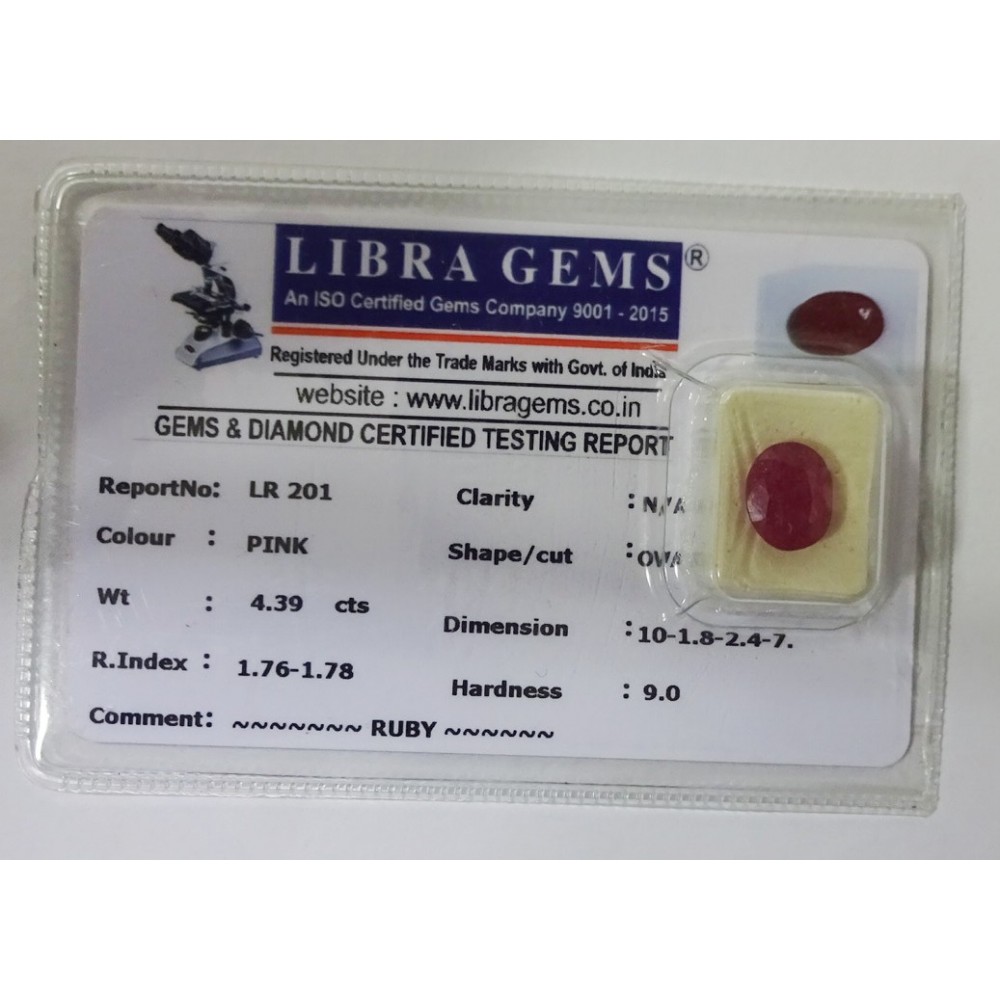 LIBRA GEMS ®
An ISO Certified Gems Company 9001 - 2015
Registered Under the Trade Marks with Govt. of India
website : www.libragems.co.in
GEMS & DIAMOND CERTIFIED TESTING REPORT
ReportNo: LR 201
Colour : PINK
Wt : 4.39 cts
R.Index : 1.76-1.78
Comment: ~~~~~~~ RUBY ~~~~~~
Clarity : N/A
Shape/cut :
Dimension : 10-1.8-2.4-7.
Hardness : 9.0